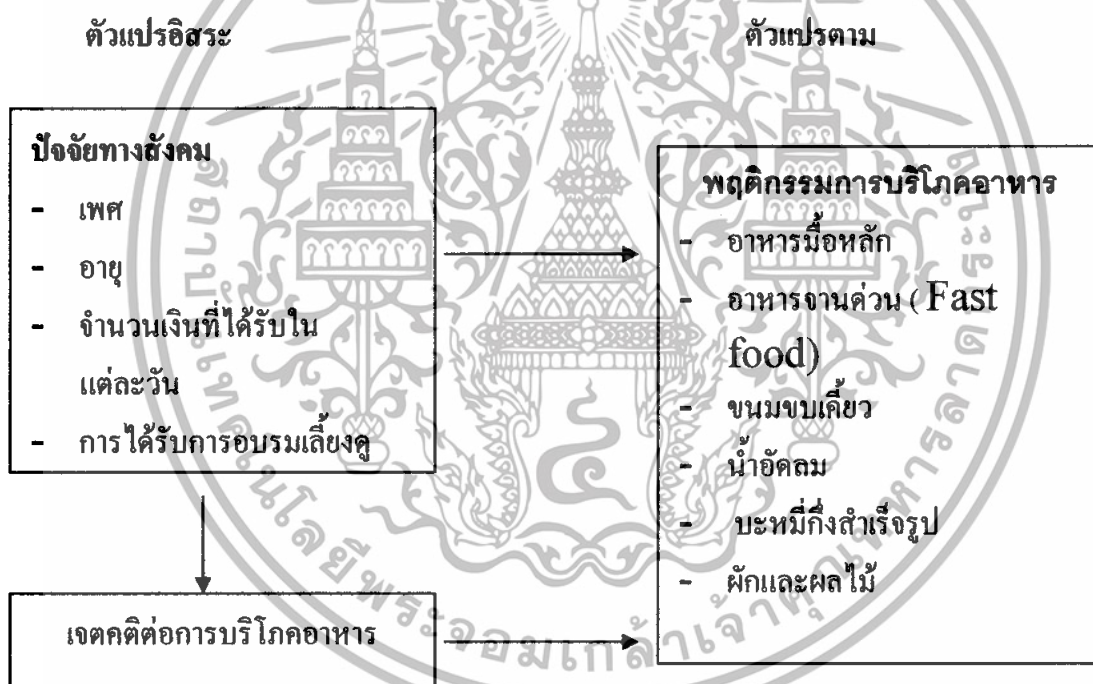 ตัวแปรอิสระ
ตัวแปรตาม
ปัจจัยทางสังคม
- เพศ
- อายุ
- จำนวนเงินที่ได้รับใน
แต่ละวัน
- การได้รับการอบรมเลี้ยงดู
เจตคติต่อการบริโภคอาหาร
พฤติกรรมการบริโภคอาหาร
- อาหารมื้อหลัก
- อาหารจานด่วน ( Fast
food)
- ขนมขบเคี้ยว
- น้ำอัดลม
- บะหมี่กึ่งสำเร็จรูป
- ผักและผลไม้